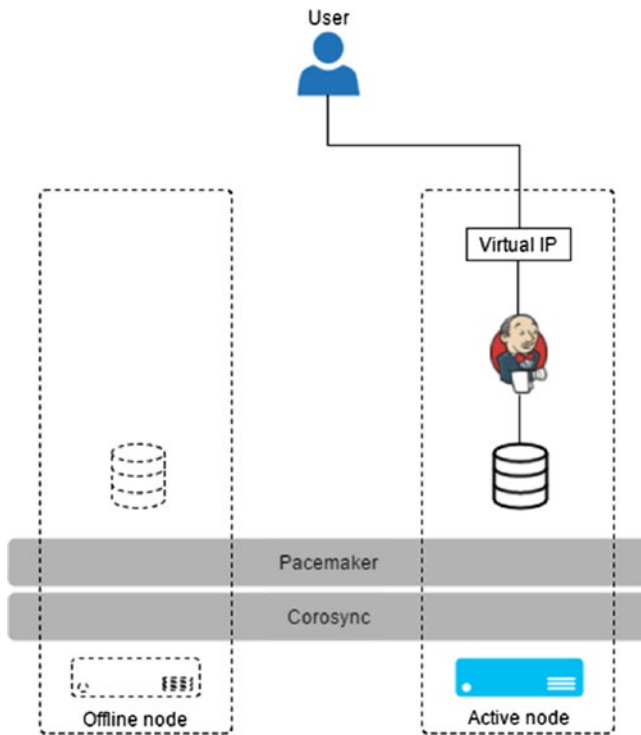 User
Virtual IP
Pacemaker
Corosync
Offline node
Active node